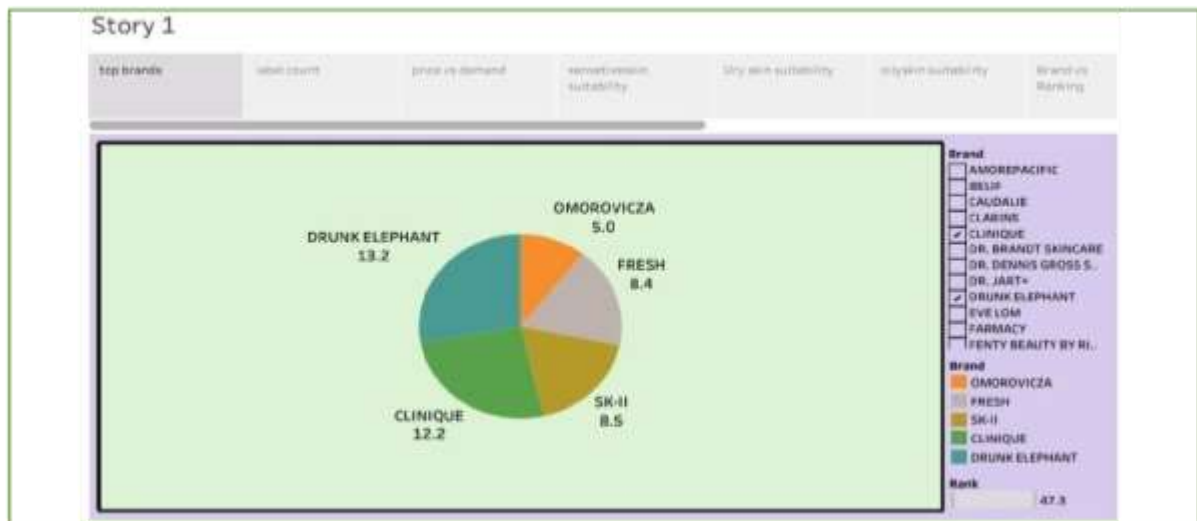 Story 1
top brands
label count
price vs demand
sensitiveskin
suitability
Dry skin suitability
oilyskin suitability
Brand vs
Ranking
OMOROVICZA
5.0
DRUNK ELEPHANT
13.2
FRESH
8.4
SK-II
8.5
CLINIQUE
12.2
Brand
AMOREPACIFIC
BELIF
CAUDALIE
CLARINS
CLINIQUE
DR. BRANDT SKINCARE
DR. DENNIS GROSS S..
DR. JART+
DRUNK ELEPHANT
EVE LOM
FARMACY
FENTY BEAUTY BY RI..
Brand
OMOROVICZA
FRESH
SK-II
CLINIQUE
DRUNK ELEPHANT
Rank
47.3